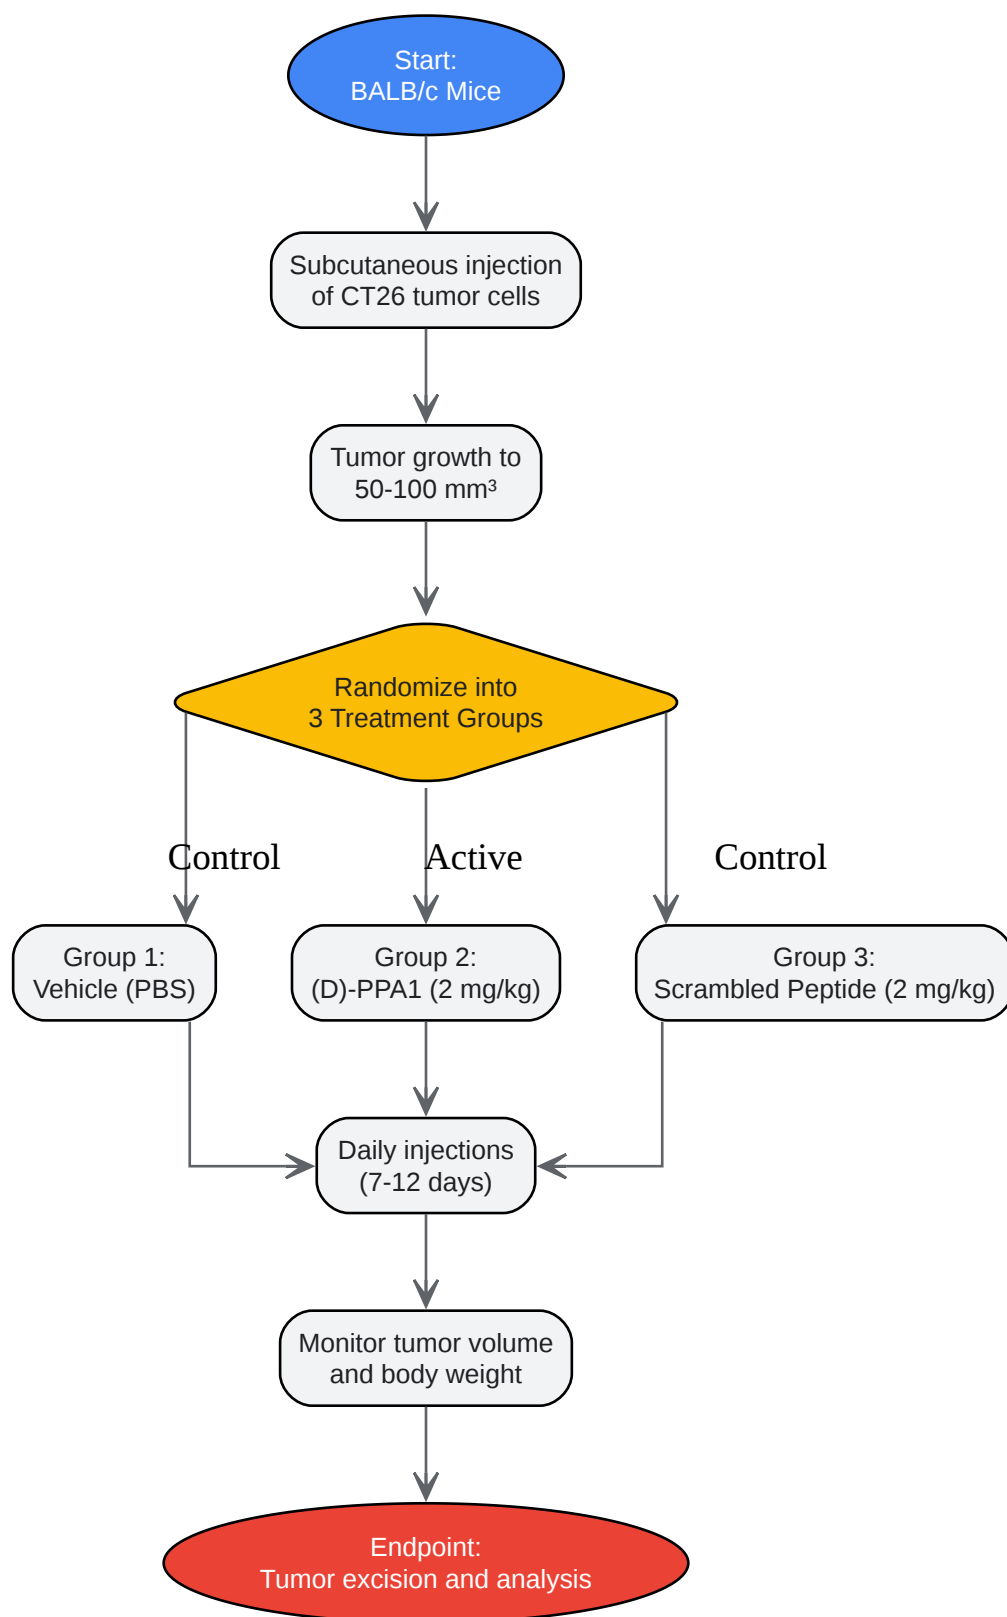 Start:
BALB/c Mice
Subcutaneous injection
of CT26 tumor cells
Tumor growth to
50-100 mm³
Randomize into
3 Treatment Groups
Control
Active
Control
Group 1:
Vehicle (PBS)
Group 2:
(D)-PPA1 (2 mg/kg)
Group 3:
Scrambled Peptide (2 mg/kg)
Daily injections
(7-12 days)
Monitor tumor volume
and body weight
Endpoint:
Tumor excision and analysis